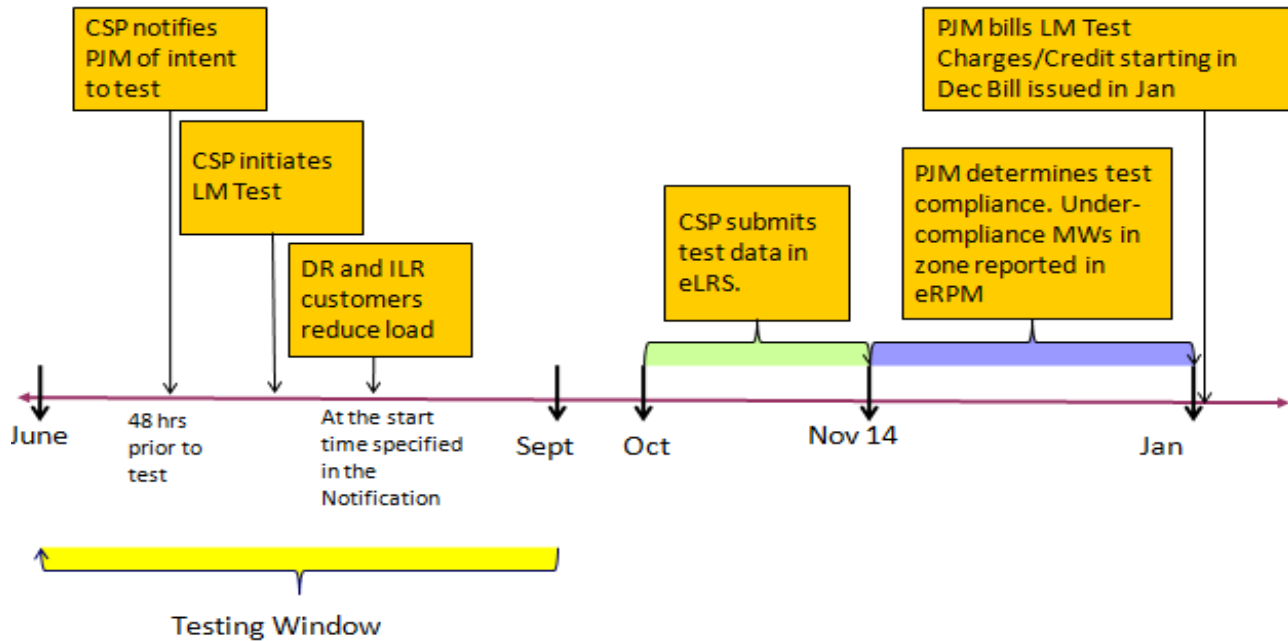 CSP notifies
PJM of intent
to test
PJM bills LM Test
Charges/Credit starting in
Dec Bill issued in Jan
CSP initiates
LM Test
PJM determines test
compliance. Under-
compliance MWs in
zone reported in
eRPM
CSP submits
test data in
eLRS.
DR and ILR
customers
reduce load
June
48 hrs
prior to
test
At the start
time specified
in the
Notification
Sept
Oct
Nov 14
Jan
Testing Window